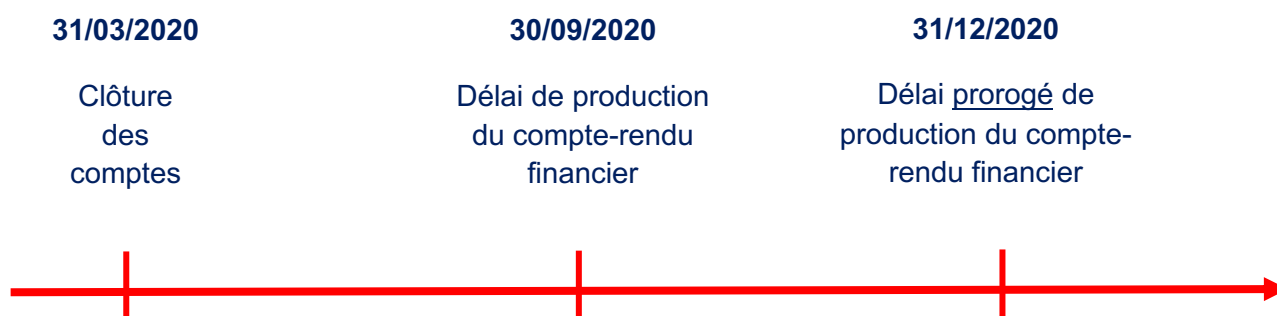 31/03/2020
Clôture
des
comptes
30/09/2020
Délai de production
du compte-rendu
financier
31/12/2020
Délai prorogé de
production du compte-
rendu financier